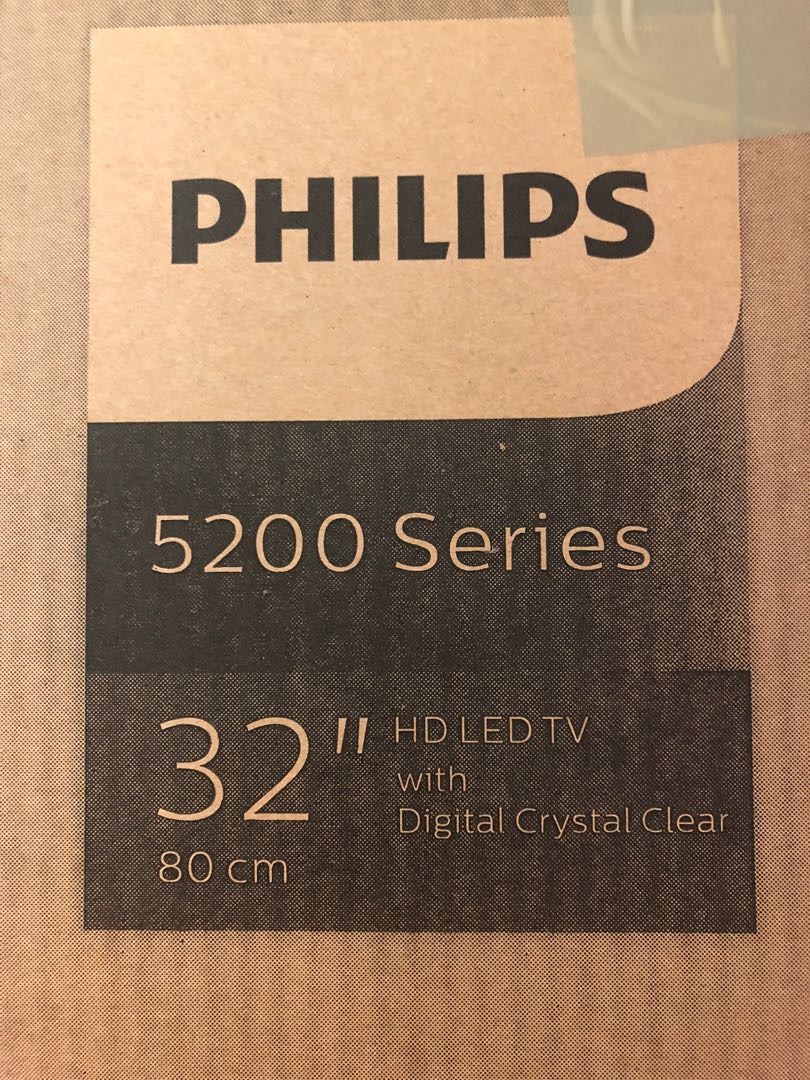 PHILIPS
5200 Series
32" HD LED TV
with
Digital Crystal Clear
80 cm